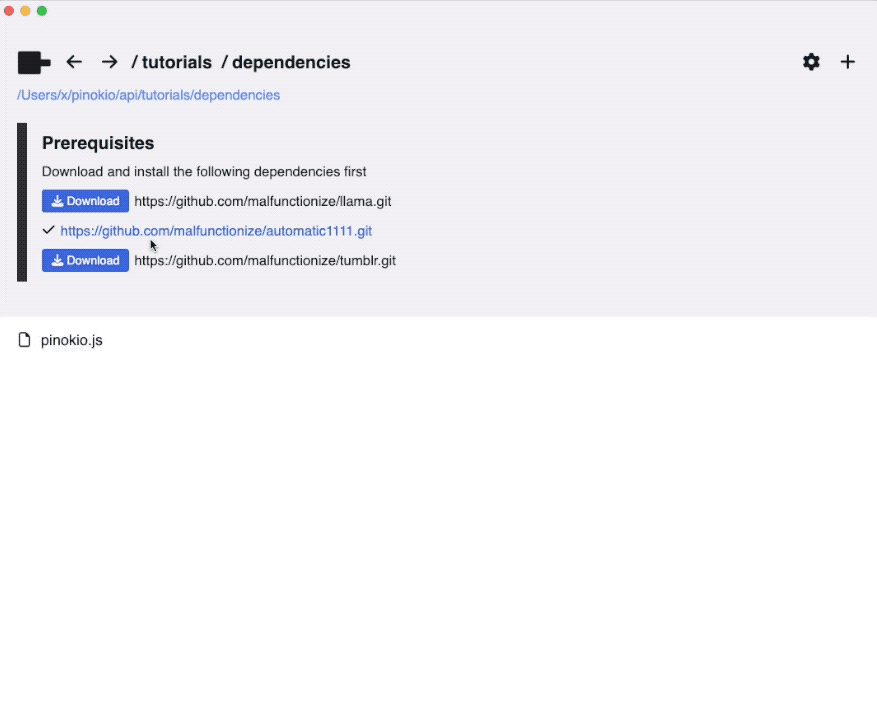 / tutorials / dependencies
/Users/x/pinokio/api/tutorials/dependencies
Prerequisites
Download and install the following dependencies first
Download https://github.com/malfunctionize/llama.git
https://github.com/malfunctionize/automatic1111.git
Download https://github.com/malfunctionize/tumblr.git
pinokio.js